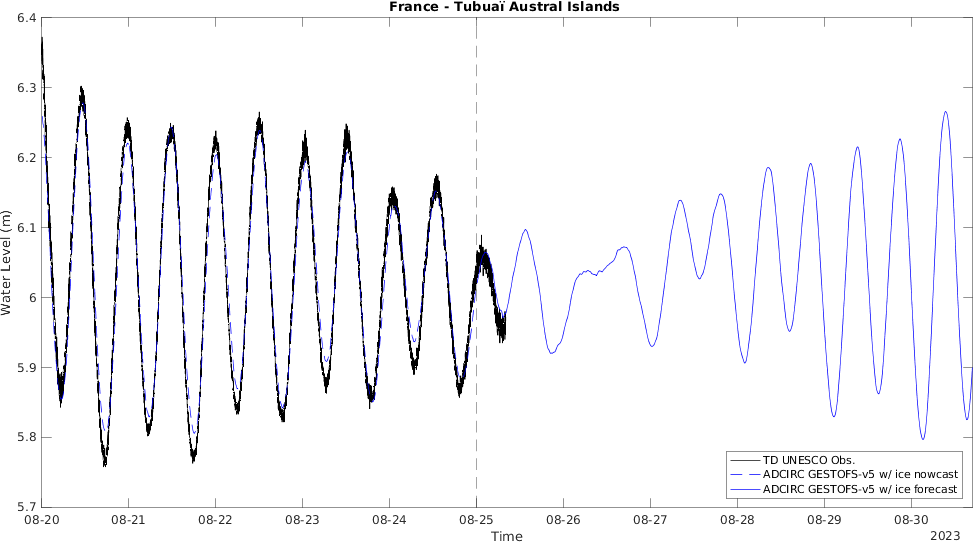 France - Tubuaï Austral Islands
Water Level (m)
6.4
6.3
6.2
6.1
6
5.9
5.8
5.7
TD UNESCO Obs.
ADCIRC GESTOFS-v5 w/ ice nowcast
ADCIRC GESTOFS-v5 w/ ice forecast
08-20 08-21 08-22 08-23 08-24 08-25 08-26 08-27 08-28 08-29 08-30
Time
2023